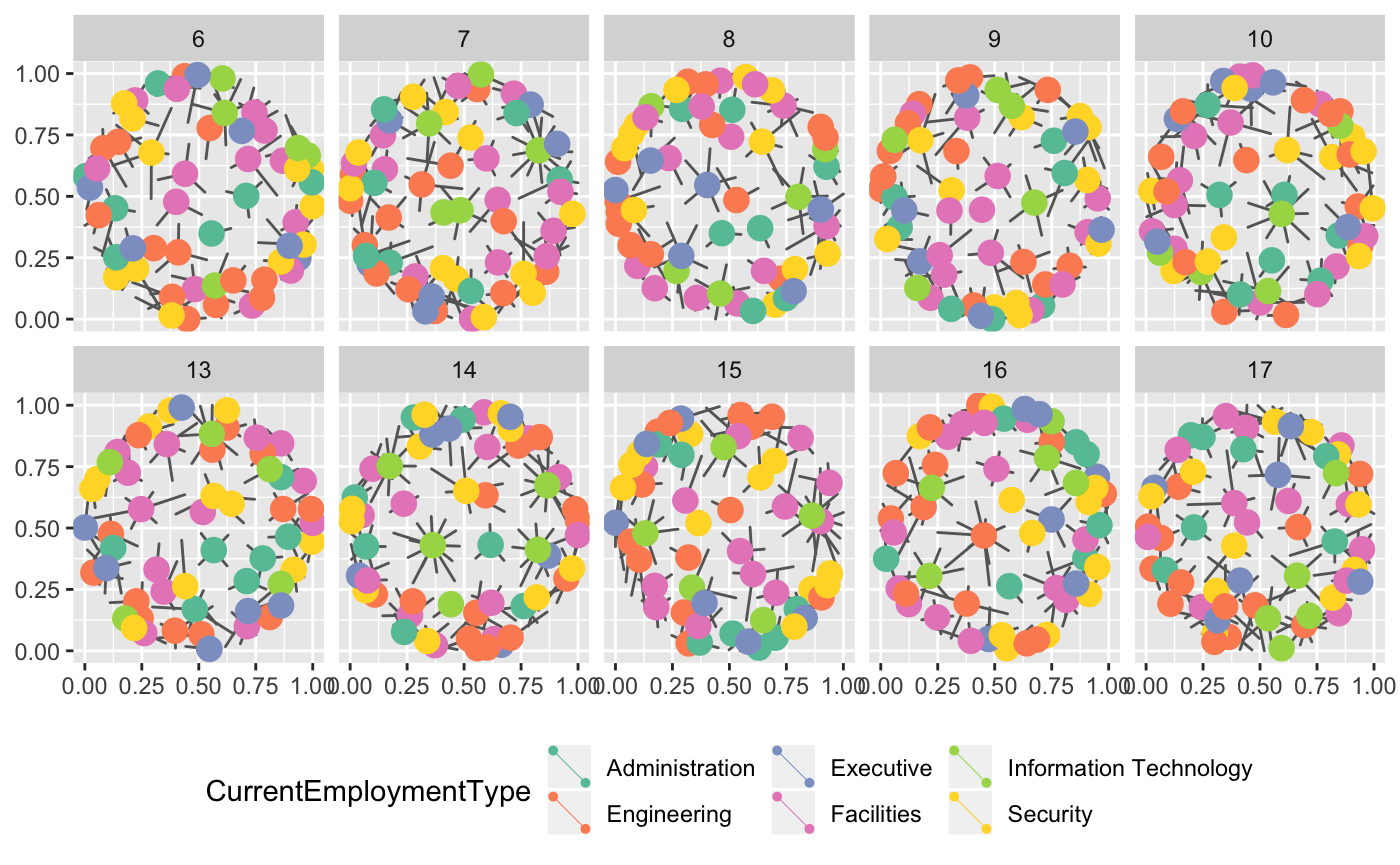 6 7 8 9 10
1.00
0.75
0.50
0.25
0.00
13 14 15 16 17
1.00
0.75
0.50
0.25
0.00
0.00 0.25 0.50 0.75 1.00 0.00 0.25 0.50 0.75 1.00 0.00 0.25 0.50 0.75 1.00 0.00 0.25 0.50 0.75 1.00 0.00 0.25 0.50 0.75 1.00
CurrentEmploymentType
Administration Executive Information Technology
Engineering Facilities Security